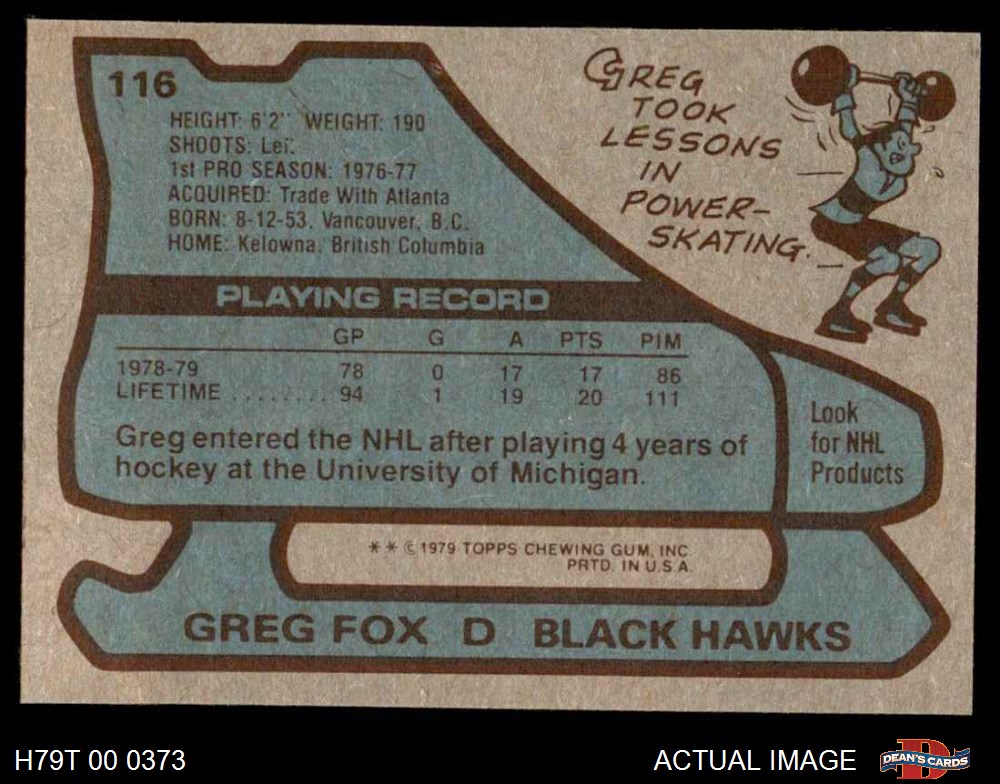 116
HEIGHT: 6'2" WEIGHT: 190
SHOOTS: Left
1st PRO SEASON: 1976-77
ACQUIRED: Trade With Atlanta
BORN: 8-12-53, Vancouver, B.C.
HOME: Kelowna, British Columbia
GREG
TOOK
LESSONS
IN
POWER-
SKATING.
PLAYING RECORD
GP G A PTS PIM
1978-79 78 0 17 17 86
LIFETIME ........ 94 1 19 20 111
Greg entered the NHL after playing 4 years of
hockey at the University of Michigan.
Look
for NHL
Products
** © 1979 TOPPS CHEWING GUM, INC.
PRTD. IN U.S.A.
GREG FOX D BLACK HAWKS
H79T 00 0373
ACTUAL IMAGE
D
DEAN'S CARDS